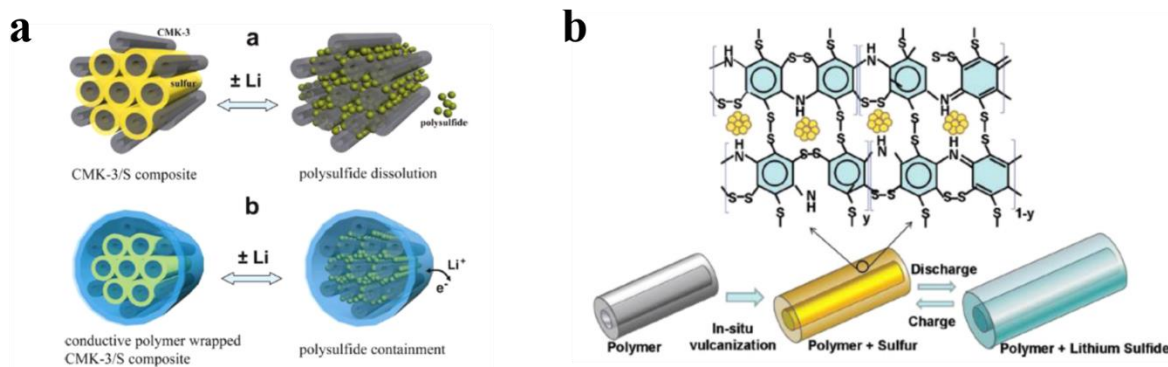 a
CMK-3
a
sulfur
± Li
polysulfide
CMK-3/S composite
polysulfide dissolution
b
± Li
Li⁺
e⁻
conductive polymer wrapped
CMK-3/S composite
polysulfide containment
b
S
H
N
S-S
S
S-S
H
N
S
S
S-S
N
H
S-S
N
H
S
S
S
S
S
S
S
S
H
N
S-S
H
N
H
N
S-S
N
H
S-S
S-S
S
y
S
S
1-y
Discharge
Charge
In-situ
vulcanization
Polymer
Polymer + Sulfur
Polymer + Lithium Sulfide